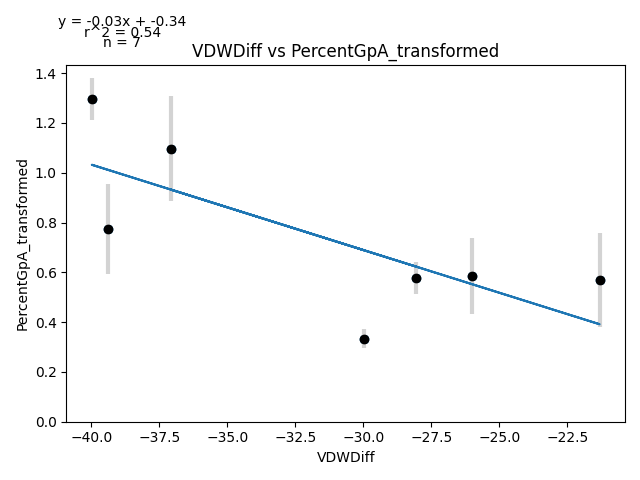 y = -0.03x + -0.34
r^2 = 0.54
n = 7
VDWDiff vs PercentGpA_transformed
1.4
1.2
1.0
0.8
0.6
0.4
0.2
0.0
PercentGpA_transformed
−40.0 −37.5 −35.0 −32.5 −30.0 −27.5 −25.0 −22.5
VDWDiff